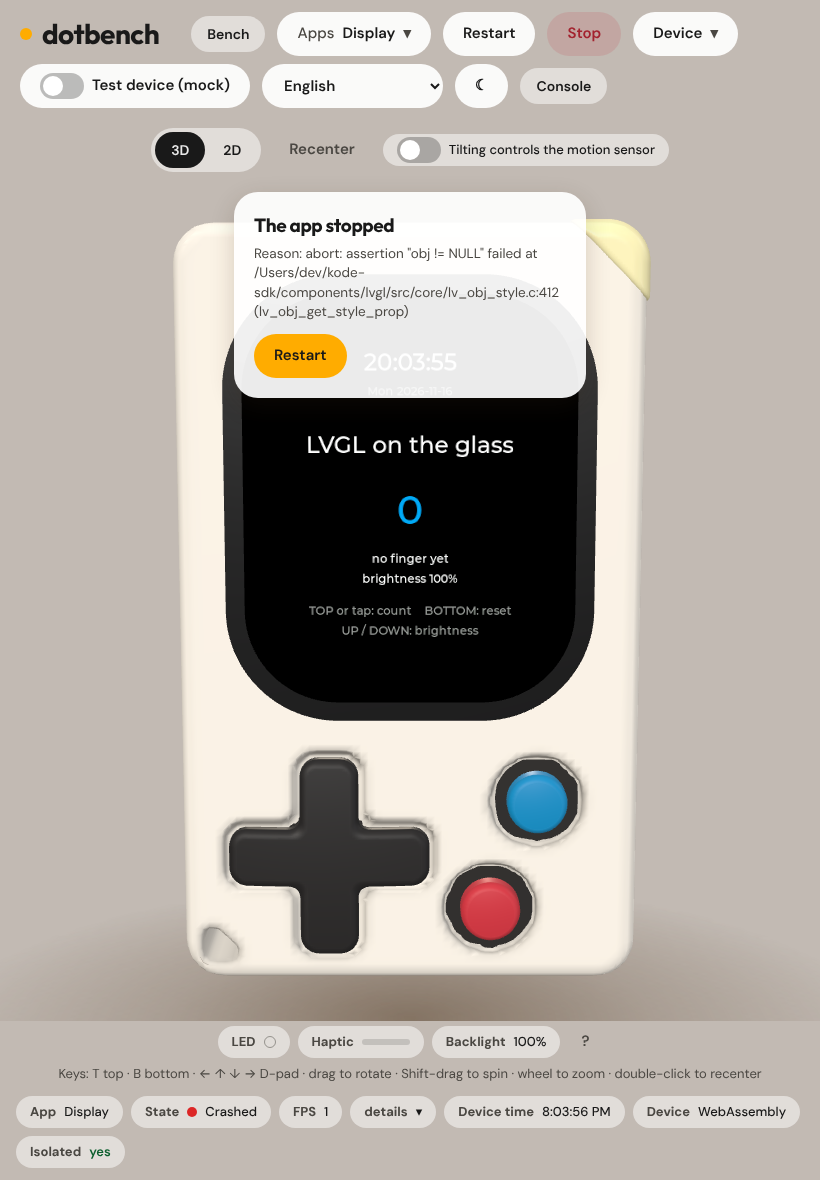 dotbench
Bench
Apps Display ▾
Restart
Stop
Device ▾
Test device (mock)
English
☾
Console
3D
2D
Recenter
Tilting controls the motion sensor
The app stopped
Reason: abort: assertion "obj != NULL" failed at
/Users/dev/kode-
sdk/components/lvgl/src/core/lv_obj_style.c:412
(lv_obj_get_style_prop)
Restart
20:03:55
Mon 2026-11-16
LVGL on the glass
0
no finger yet
brightness 100%
TOP or tap: count BOTTOM: reset
UP / DOWN: brightness
LED
Haptic
Backlight 100%
?
Keys: T top · B bottom · ← ↑ ↓ → D-pad · drag to rotate · Shift-drag to spin · wheel to zoom · double-click to recenter
App Display
State Crashed
FPS 1
details ▾
Device time 8:03:56 PM
Device WebAssembly
Isolated yes